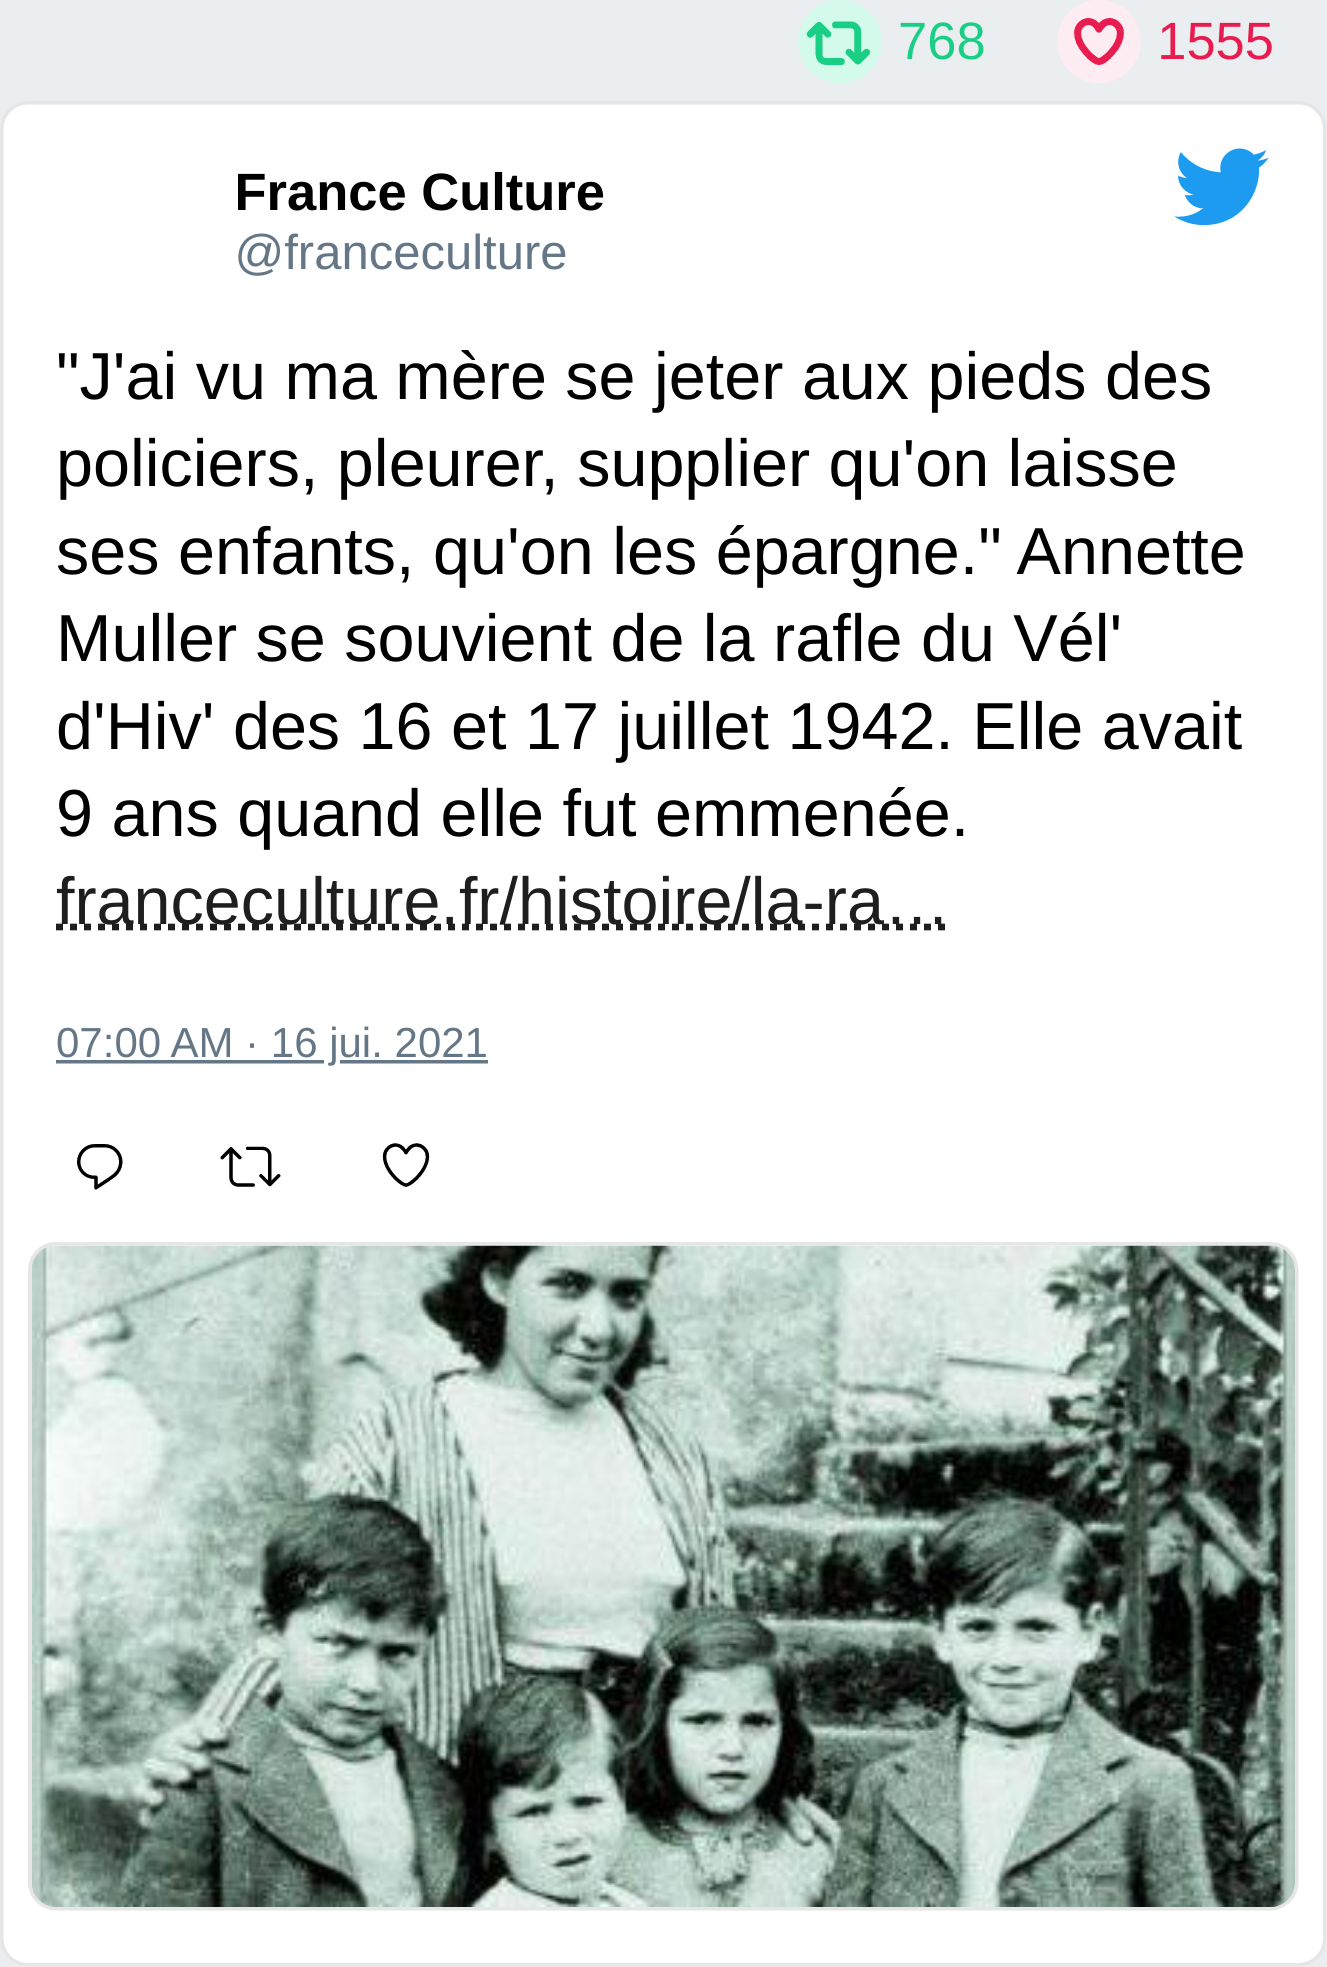 768 1555
France Culture
@franceculture
"J'ai vu ma mère se jeter aux pieds des
policiers, pleurer, supplier qu'on laisse
ses enfants, qu'on les épargne." Annette
Muller se souvient de la rafle du Vél'
d'Hiv' des 16 et 17 juillet 1942. Elle avait
9 ans quand elle fut emmenée.
franceculture.fr/histoire/la-ra…
07:00 AM · 16 jui. 2021